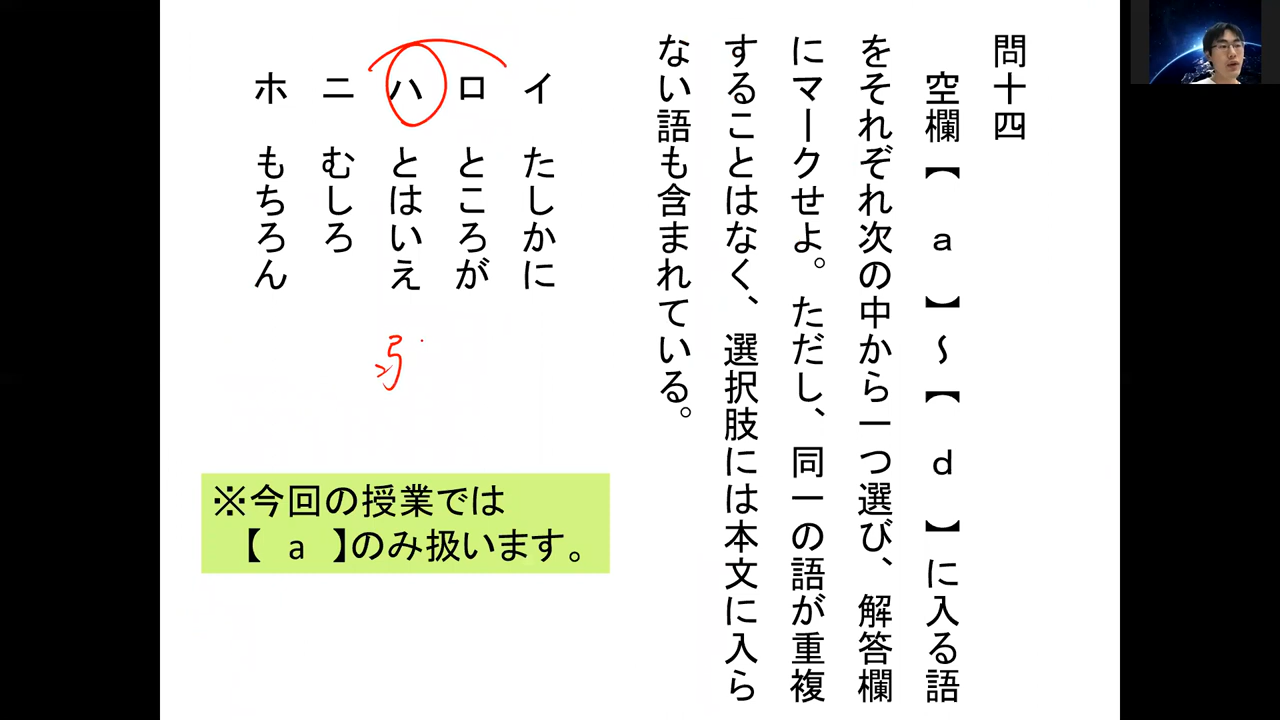 問十四
空欄【 a 】~【 d 】に入る語
をそれぞれ次の中から一つ選び、解答欄
にマークせよ。ただし、同一の語が重複
することはなく、選択肢には本文に入ら
ない語も含まれている。
イ たしかに
ロ ところが
ハ とはいえ
ニ むしろ
ホ もちろん
※今回の授業では
【 a 】のみ扱います。